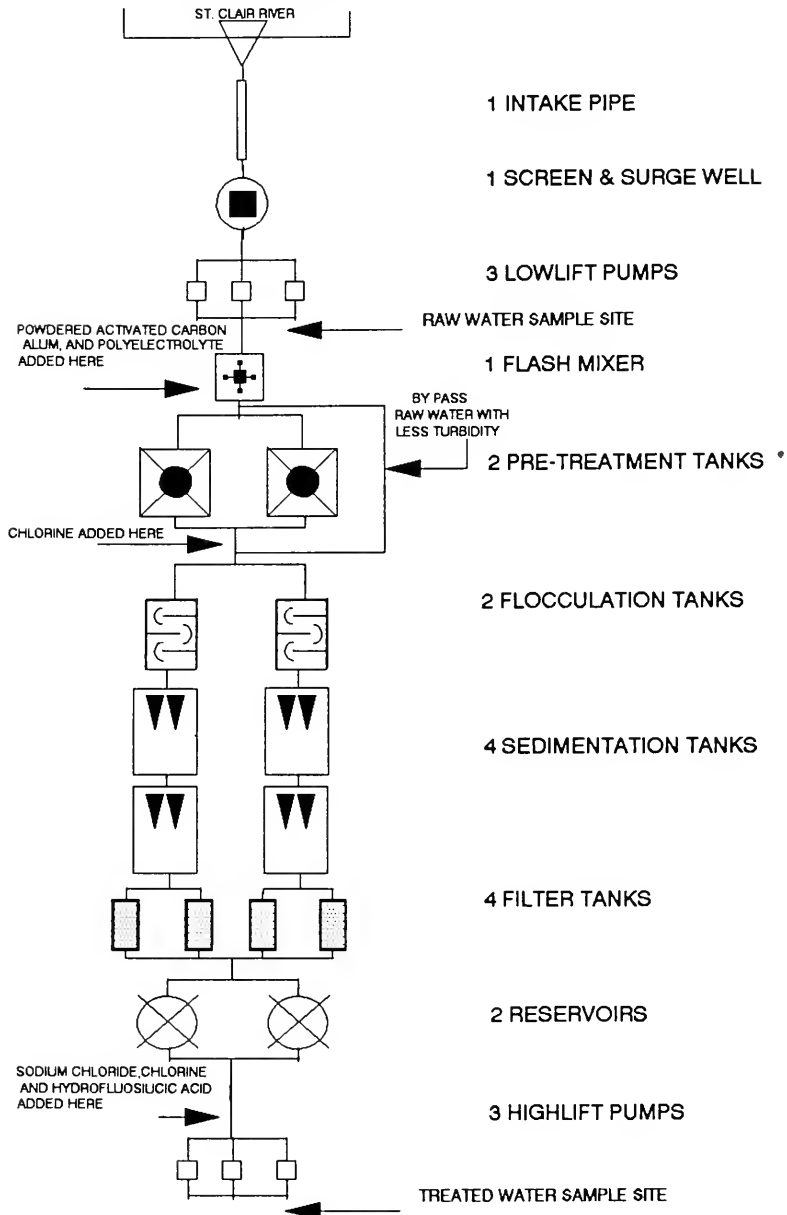 ST. CLAIR RIVER
1 INTAKE PIPE
1 SCREEN & SURGE WELL
3 LOWLIFT PUMPS
RAW WATER SAMPLE SITE
POWDERED ACTIVATED CARBON
ALUM, AND POLYELECTROLYTE
ADDED HERE
1 FLASH MIXER
BY PASS
RAW WATER WITH
LESS TURBIDITY
2 PRE-TREATMENT TANKS
CHLORINE ADDED HERE
2 FLOCCULATION TANKS
4 SEDIMENTATION TANKS
4 FILTER TANKS
2 RESERVOIRS
SODIUM CHLORIDE,CHLORINE
AND HYDROFLUOSILICIC ACID
ADDED HERE
3 HIGHLIFT PUMPS
TREATED WATER SAMPLE SITE